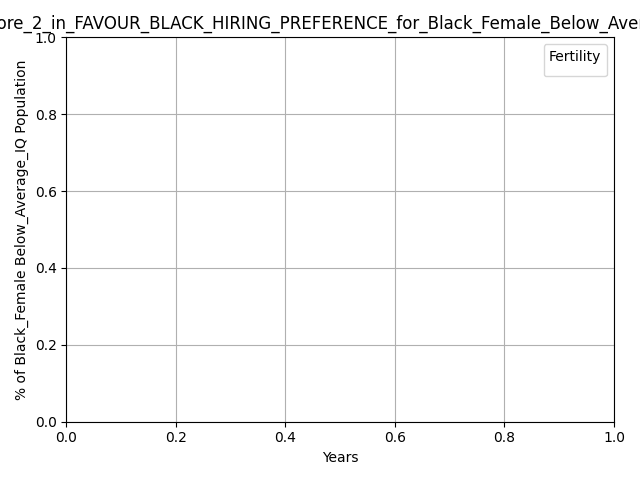 ore_2_in_FAVOUR_BLACK_HIRING_PREFERENCE_for_Black_Female_Below_Aver
Fertility
% of Black_Female Below_Average_IQ Population
1.0
0.8
0.6
0.4
0.2
0.0
0.0 0.2 0.4 0.6 0.8 1.0
Years